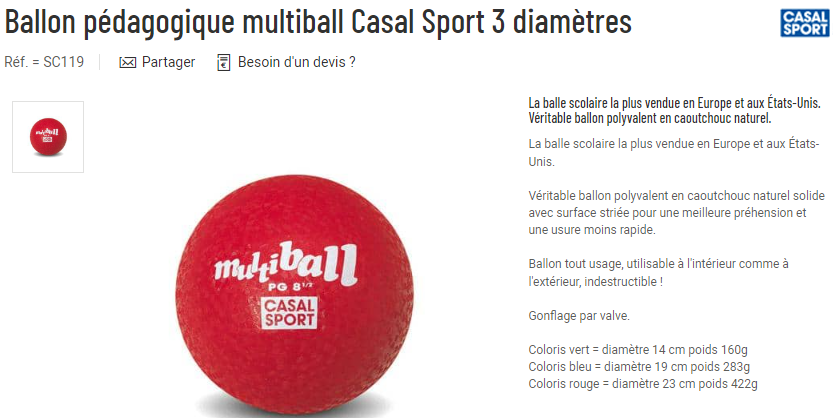 Ballon pédagogique multiball Casal Sport 3 diamètres
CASAL
SPORT
Réf. = SC119
Partager
Besoin d'un devis ?
La balle scolaire la plus vendue en Europe et aux États-Unis.
Véritable ballon polyvalent en caoutchouc naturel.
La balle scolaire la plus vendue en Europe et aux États-
Unis.
Véritable ballon polyvalent en caoutchouc naturel solide
avec surface striée pour une meilleure préhension et
une usure moins rapide.
Ballon tout usage, utilisable à l'intérieur comme à
l'extérieur, indestructible !
Gonflage par valve.
Coloris vert = diamètre 14 cm poids 160g
Coloris bleu = diamètre 19 cm poids 283g
Coloris rouge = diamètre 23 cm poids 422g
multiball
PG 8 1/2
CASAL
SPORT
multiball